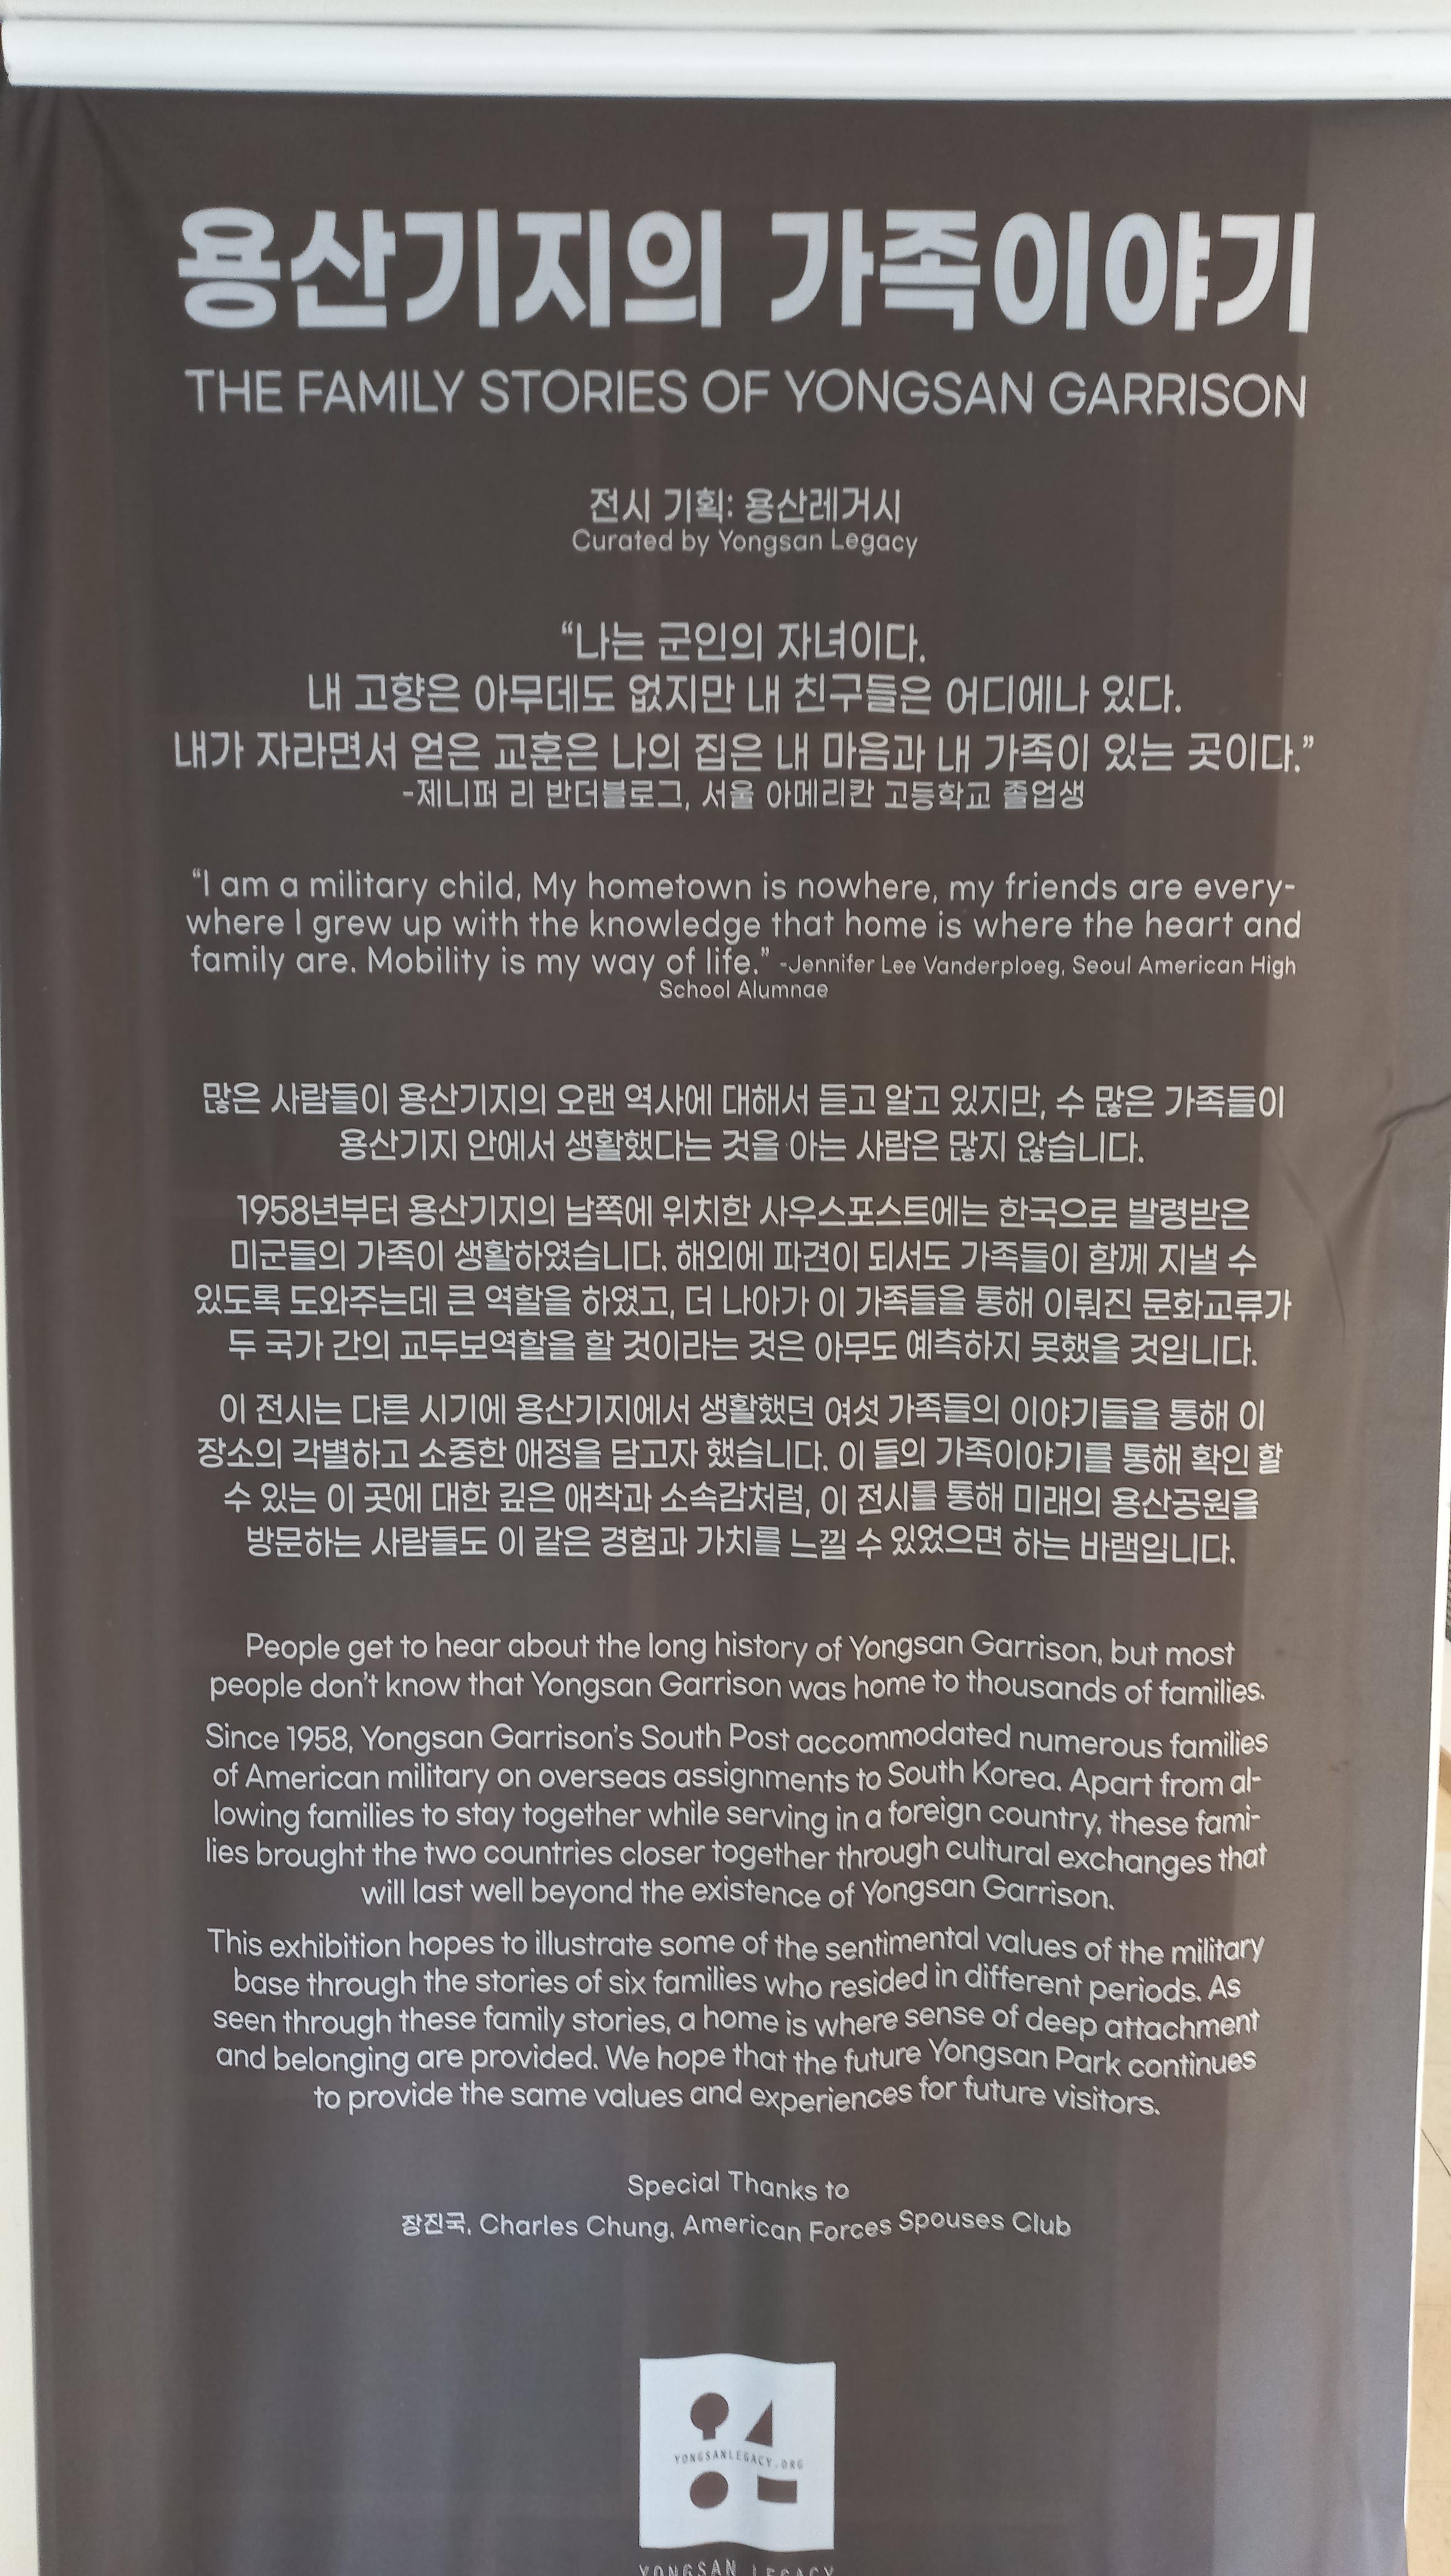 용산기지의 가족이야기
THE FAMILY STORIES OF YONGSAN GARRISON
전시 기획: 용산레거시
Curated by Yongsan Legacy
“나는 군인의 자녀이다.
내 고향은 아무데도 없지만 내 친구들은 어디에나 있다.
내가 자라면서 얻은 교훈은 나의 집은 내 마음과 내 가족이 있는 곳이다.”
-제니퍼 리 반더블로그, 서울 아메리칸 고등학교 졸업생
“I am a military child, My hometown is nowhere, my friends are every-
where I grew up with the knowledge that home is where the heart and
family are. Mobility is my way of life.” -Jennifer Lee Vanderploeg, Seoul American High
School Alumnae
많은 사람들이 용산기지의 오랜 역사에 대해서 듣고 알고 있지만, 수 많은 가족들이
용산기지 안에서 생활했다는 것을 아는 사람은 많지 않습니다.
1958년부터 용산기지의 남쪽에 위치한 사우스포스트에는 한국으로 발령받은
미군들의 가족이 생활하였습니다. 해외에 파견이 되서도 가족들이 함께 지낼 수
있도록 도와주는데 큰 역할을 하였고, 더 나아가 이 가족들을 통해 이뤄진 문화교류가
두 국가 간의 교두보역할을 할 것이라는 것은 아무도 예측하지 못했을 것입니다.
이 전시는 다른 시기에 용산기지에서 생활했던 여섯 가족들의 이야기들을 통해 이
장소의 각별하고 소중한 애정을 담고자 했습니다. 이 들의 가족이야기를 통해 확인 할
수 있는 이 곳에 대한 깊은 애착과 소속감처럼, 이 전시를 통해 미래의 용산공원을
방문하는 사람들도 이 같은 경험과 가치를 느낄 수 있었으면 하는 바램입니다.
People get to hear about the long history of Yongsan Garrison, but most
people don’t know that Yongsan Garrison was home to thousands of families.
Since 1958, Yongsan Garrison’s South Post accommodated numerous families
of American military on overseas assignments to South Korea. Apart from al-
lowing families to stay together while serving in a foreign country, these fami-
lies brought the two countries closer together through cultural exchanges that
will last well beyond the existence of Yongsan Garrison.
This exhibition hopes to illustrate some of the sentimental values of the military
base through the stories of six families who resided in different periods. As
seen through these family stories, a home is where sense of deep attachment
and belonging are provided. We hope that the future Yongsan Park continues
to provide the same values and experiences for future visitors.
Special Thanks to
장진국, Charles Chung, American Forces Spouses Club
YONGSANLEGACY.ORG
YONGSAN LEGACY